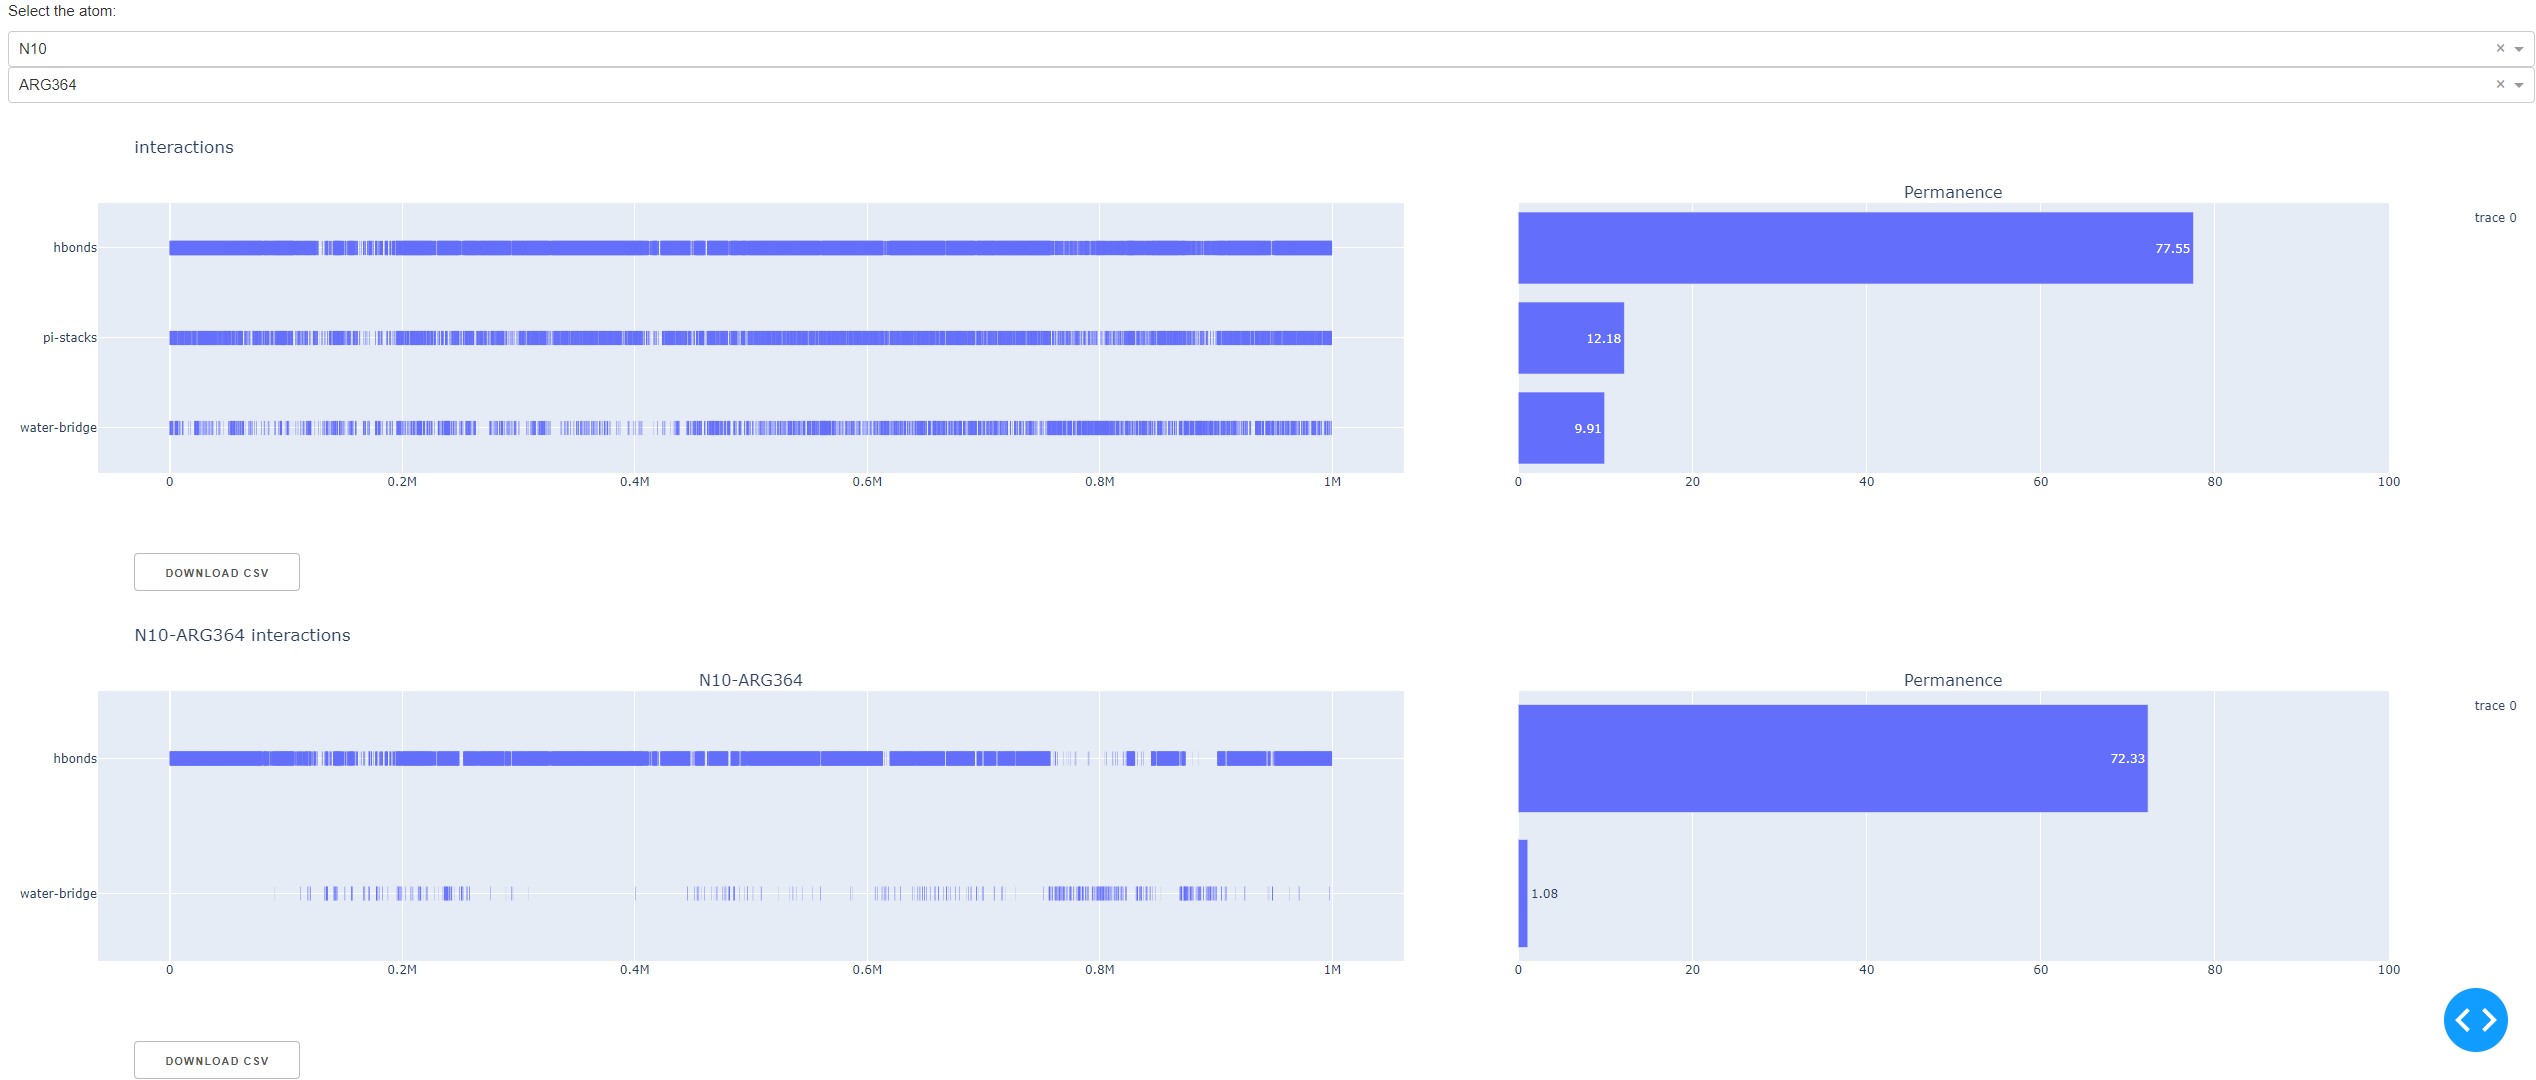 Select the atom:
N10
ARG364
interactions
Permanence
trace 0
hbonds
77.55
pi-stacks
12.18
water-bridge
9.91
0 0.2M 0.4M 0.6M 0.8M 1M
0 20 40 60 80 100
DOWNLOAD CSV
N10-ARG364 interactions
N10-ARG364
Permanence
trace 0
hbonds
72.33
water-bridge
1.08
0 0.2M 0.4M 0.6M 0.8M 1M
0 20 40 60 80 100
DOWNLOAD CSV